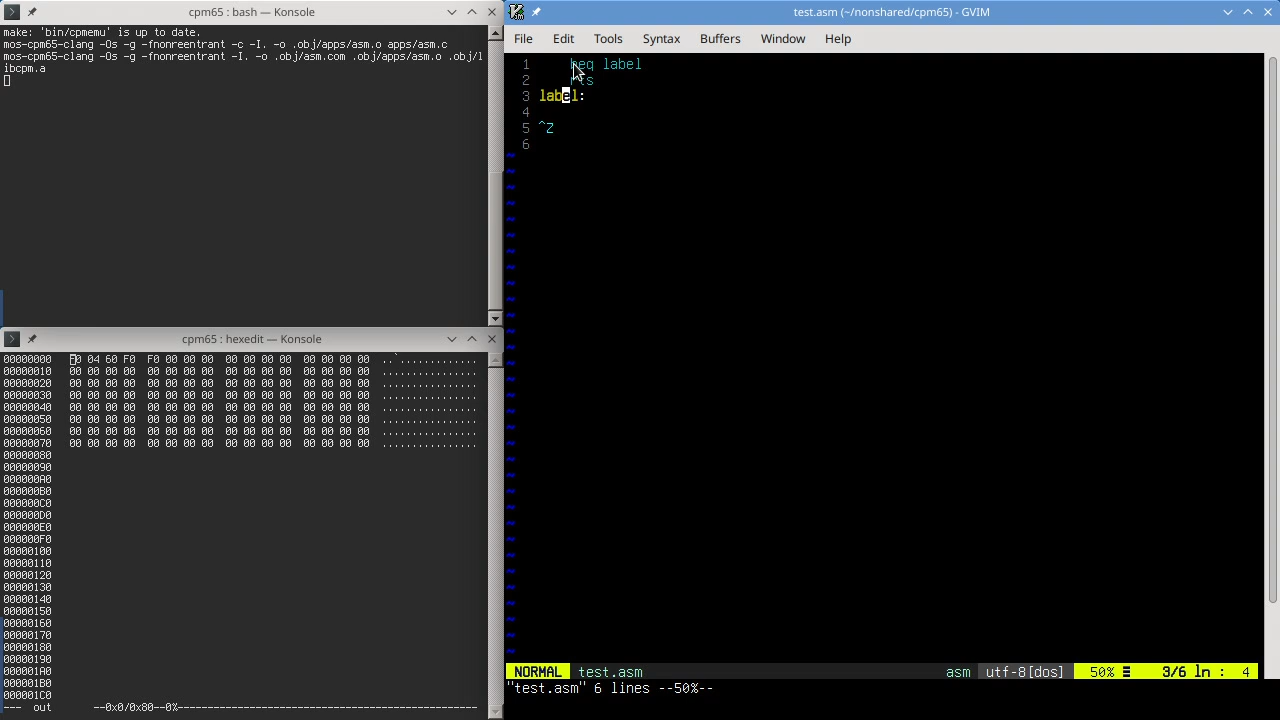 cpm65 : bash — Konsole
make: 'bin/cpmemu' is up to date.
mos-cpm65-clang -Os -g -fnonreentrant -c -I. -o .obj/apps/asm.o apps/asm.c
mos-cpm65-clang -Os -g -fnonreentrant -I. -o .obj/asm.com .obj/apps/asm.o .obj/l
ibcpm.a
cpm65 : hexedit — Konsole
00000000 F0 04 60 F0 F0 00 00 00 00 00 00 00 00 00 00 00 ..`.............
00000010 00 00 00 00 00 00 00 00 00 00 00 00 00 00 00 ................
00000020 00 00 00 00 00 00 00 00 00 00 00 00 00 00 00 ................
00000030 00 00 00 00 00 00 00 00 00 00 00 00 00 00 00 ................
00000040 00 00 00 00 00 00 00 00 00 00 00 00 00 00 00 ................
00000050 00 00 00 00 00 00 00 00 00 00 00 00 00 00 00 ................
00000060 00 00 00 00 00 00 00 00 00 00 00 00 00 00 00 ................
00000070 00 00 00 00 00 00 00 00 00 00 00 00 00 00 00 ................
00000080
00000090
000000A0
000000B0
000000C0
000000D0
000000E0
000000F0
00000100
00000110
00000120
00000130
00000140
00000150
00000160
00000170
00000180
00000190
000001A0
000001B0
000001C0
--- out --0x0/0x80--0%------------------------------------------------
test.asm (~/nonshared/cpm65) - GVIM
File Edit Tools Syntax Buffers Window Help
1 beq label
2 rts
3 label:
4
5 ^Z
6
NORMAL test.asm asm utf-8[dos] 50% ☰ 3/6 ln : 4
"test.asm" 6 lines --50%--